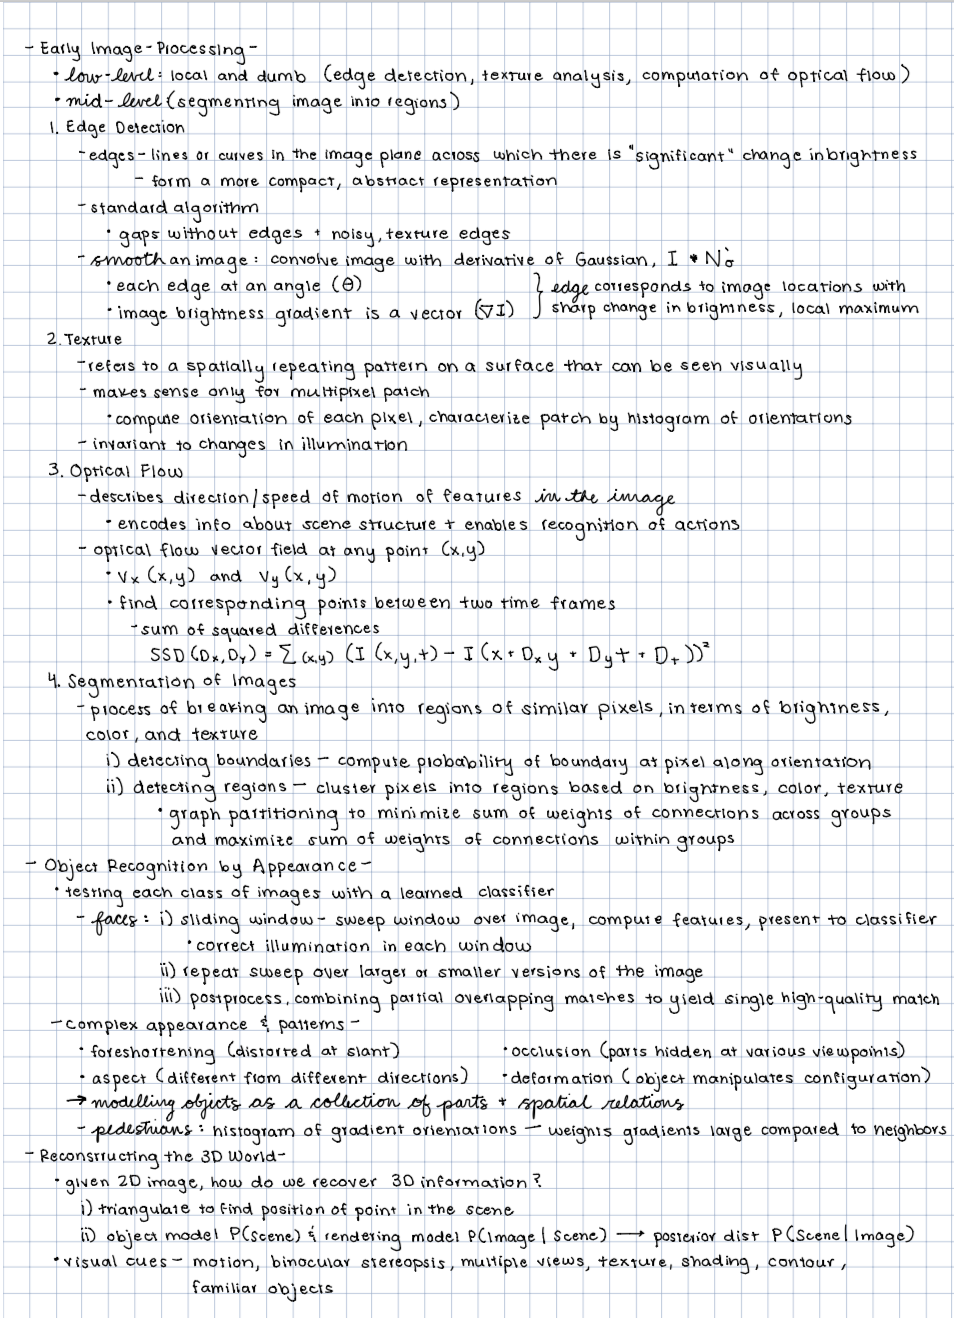 - Early Image-Processing -
• low-level: local and dumb (edge detection, texture analysis, computation of optical flow)
• mid-level (segmenting image into regions)
1. Edge Detection
- edges - lines or curves in the image plane across which there is "significant" change in brightness
- form a more compact, abstract representation
- standard algorithm
• gaps without edges + noisy, texture edges
- smooth an image: convolve image with derivative of Gaussian, I * N'σ
• each edge at an angle (θ)
• image brightness gradient is a vector (∇I)
} edge corresponds to image locations with
sharp change in brightness, local maximum
2. Texture
- refers to a spatially repeating pattern on a surface that can be seen visually
- makes sense only for multipixel patch
• compute orientation of each pixel, characterize patch by histogram of orientations
- invariant to changes in illumination
3. Optical Flow
- describes direction/speed of motion of features in the image
• encodes info about scene structure + enables recognition of actions
- optical flow vector field at any point (x,y)
• Vx (x,y) and Vy (x,y)
• find corresponding points between two time frames
- sum of squared differences
SSD (Dx, Dy) = Σ(x,y) (I (x,y,t) - I (x + Dx y + Dy t + Dt))²
4. Segmentation of Images
- process of breaking an image into regions of similar pixels, in terms of brightness,
color, and texture
i) detecting boundaries - compute probability of boundary at pixel along orientation
ii) detecting regions - cluster pixels into regions based on brightness, color, texture
• graph partitioning to minimize sum of weights of connections across groups
and maximize sum of weights of connections within groups
- Object Recognition by Appearance -
• testing each class of images with a learned classifier
- faces: i) sliding window - sweep window over image, compute features, present to classifier
• correct illumination in each window
ii) repeat sweep over larger or smaller versions of the image
iii) postprocess, combining partial overlapping matches to yield single high-quality match
- complex appearance & patterns -
• foreshortening (distorted at slant)
• occlusion (parts hidden at various viewpoints)
• aspect (different from different directions)
• deformation (object manipulates configuration)
→ modelling objects as a collection of parts + spatial relations
- pedestrians: histogram of gradient orientations - weights gradients large compared to neighbors
- Reconstructing the 3D World -
• given 2D image, how do we recover 3D information?
i) triangulate to find position of point in the scene
ii) object model P(Scene) & rendering model P(Image | Scene) → posterior dist P(Scene | Image)
• visual cues - motion, binocular stereopsis, multiple views, texture, shading, contour,
familiar objects